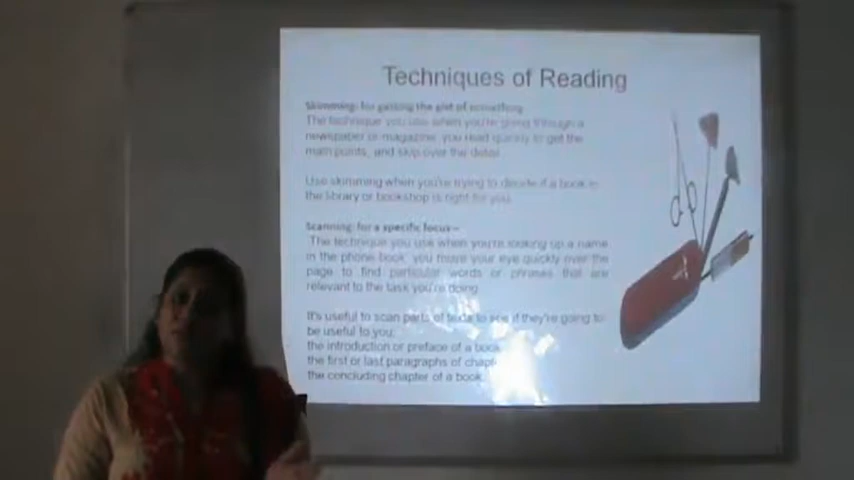 Techniques of Reading
Skimming: for getting the gist of something
The technique you use when you're going through a
newspaper or magazine: you read quickly to get the
main points, and skip over the detail.
Use skimming when you're trying to decide if a book in
the library or bookshop is right for you.
Scanning: for a specific focus –
The technique you use when you're looking up a name
in the phone book: you move your eye quickly over the
page to find particular words or phrases that are
relevant to the task you're doing.
It's useful to scan parts of texts to see if they're going to
be useful to you:
the introduction or preface of a book
the first or last paragraphs of
the concluding chapter of a book.